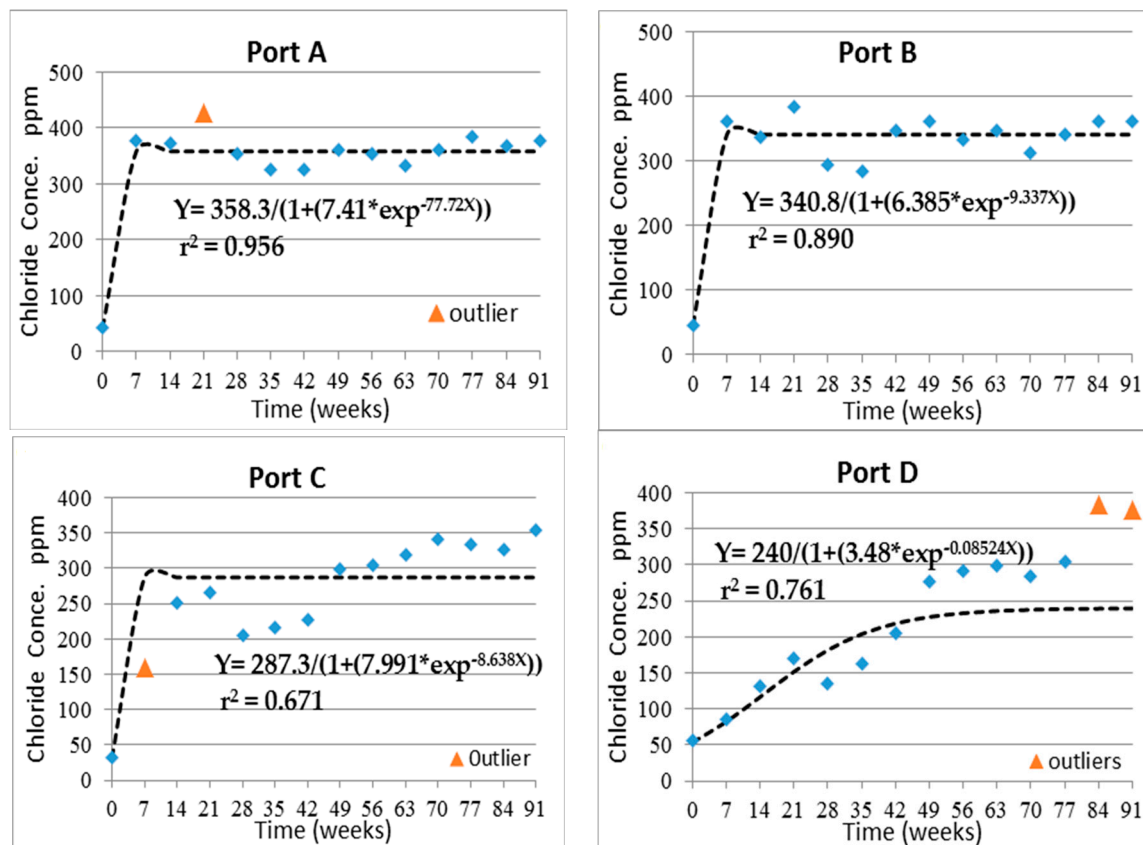 Port A
Chloride Conce. ppm
500
400
300
200
100
0
Y= 358.3/(1+(7.41*exp-77.72X))
r2 = 0.956
outlier
0 7 14 21 28 35 42 49 56 63 70 77 84 91
Time (weeks)
Port B
Chloride Conce. ppm
500
400
300
200
100
0
Y= 340.8/(1+(6.385*exp-9.337X))
r2 = 0.890
0 7 14 21 28 35 42 49 56 63 70 77 84 91
Time (weeks)
Port C
Chloride Conce. ppm
400
350
300
250
200
150
100
50
0
Y= 287.3/(1+(7.991*exp-8.638X))
r2 = 0.671
Outlier
0 7 14 21 28 35 42 49 56 63 70 77 84 91
Time (weeks)
Port D
Chloride Conce. ppm
400
350
300
250
200
150
100
50
0
Y= 240/(1+(3.48*exp-0.08524X))
r2 = 0.761
outliers
0 7 14 21 28 35 42 49 56 63 70 77 84 91
Time (weeks)